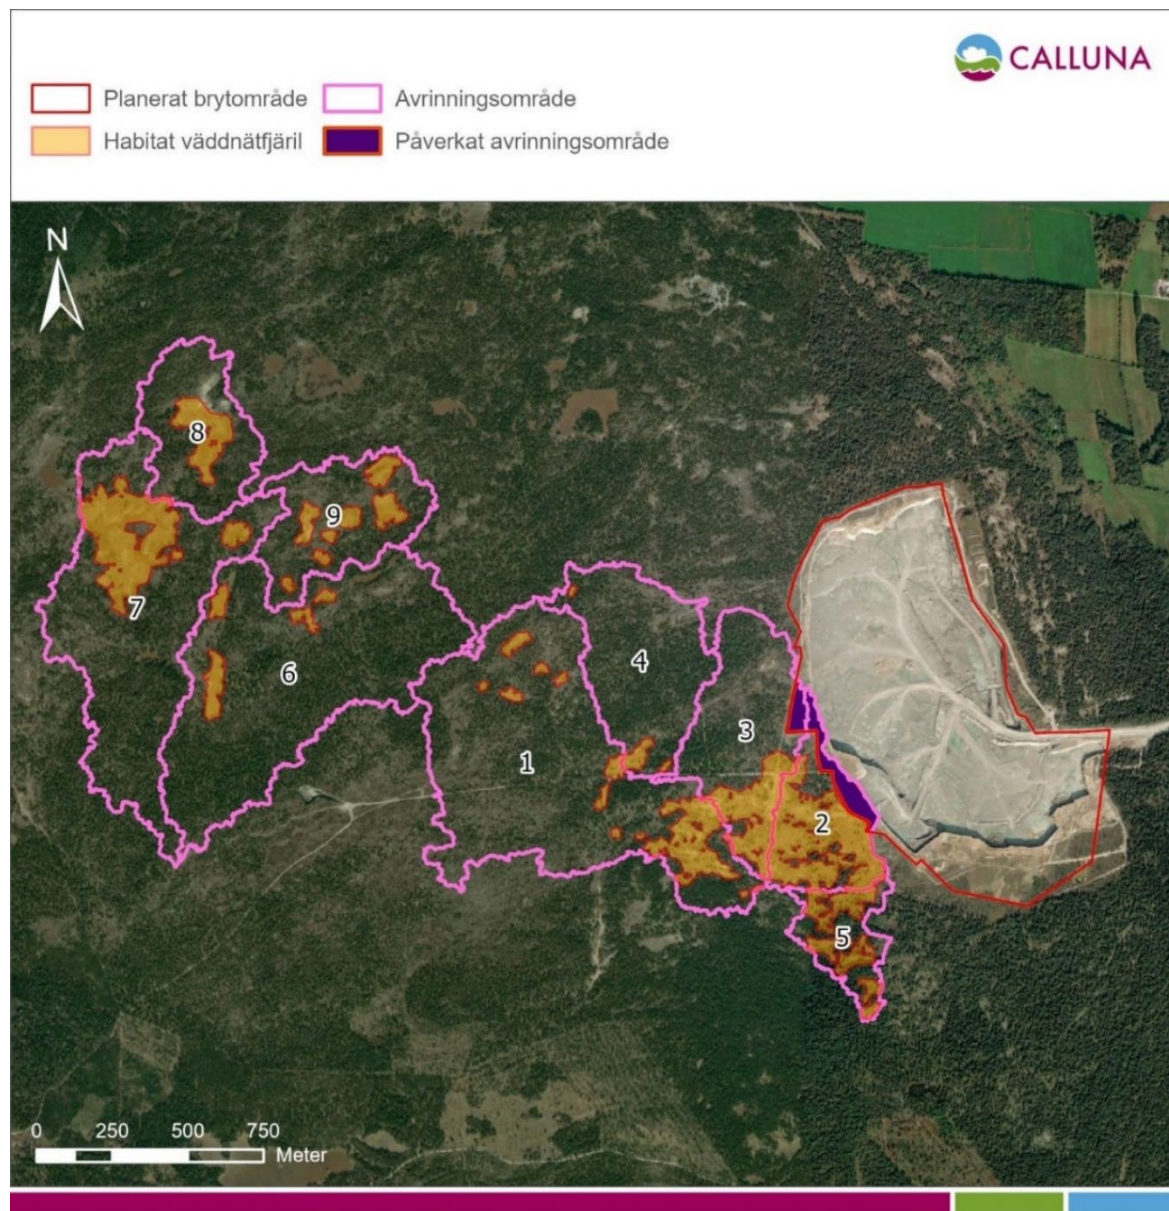 CALLUNA
Planerat brytområde
Avrinningsområde
Habitat väddnätfjäril
Påverkat avrinningsområde
N
8
9
7
4
6
3
1
2
5
0 250 500 750
Meter